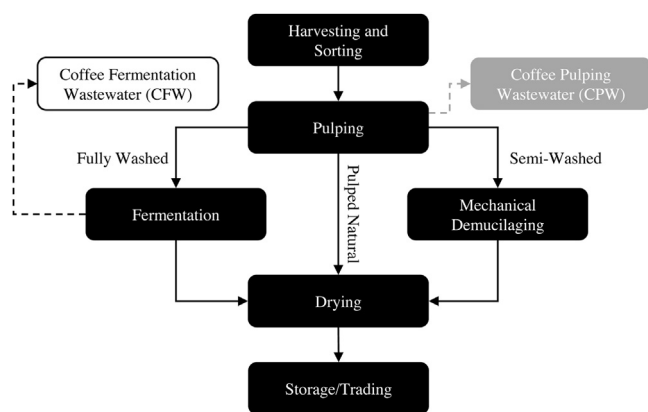 Harvesting and
Sorting
Coffee Fermentation
Wastewater (CFW)
Coffee Pulping
Wastewater (CPW)
Pulping
Fully Washed
Pulped Natural
Semi-Washed
Fermentation
Mechanical
Demucilaging
Drying
Storage/Trading